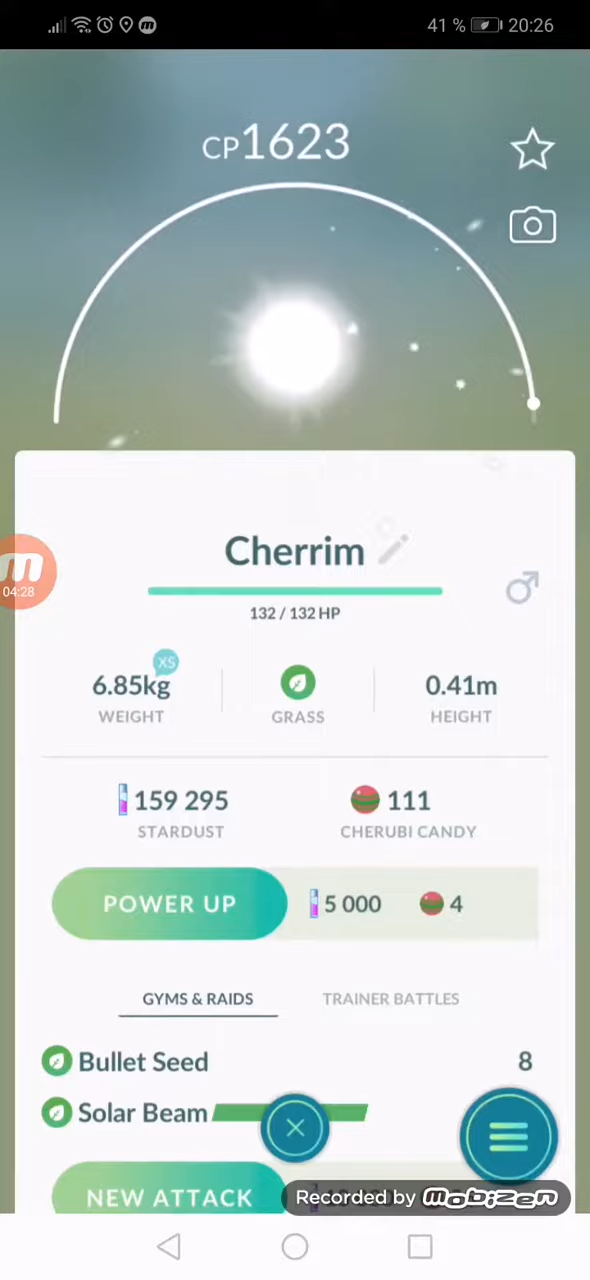 41 % 20:26
CP1623
Cherrim
04:28
132 / 132 HP
XS
6.85kg 0.41m
WEIGHT GRASS HEIGHT
159 295 111
STARDUST CHERUBI CANDY
POWER UP 5 000 4
GYMS & RAIDS TRAINER BATTLES
Bullet Seed 8
Solar Beam
NEW ATTACK
Recorded by mobizen